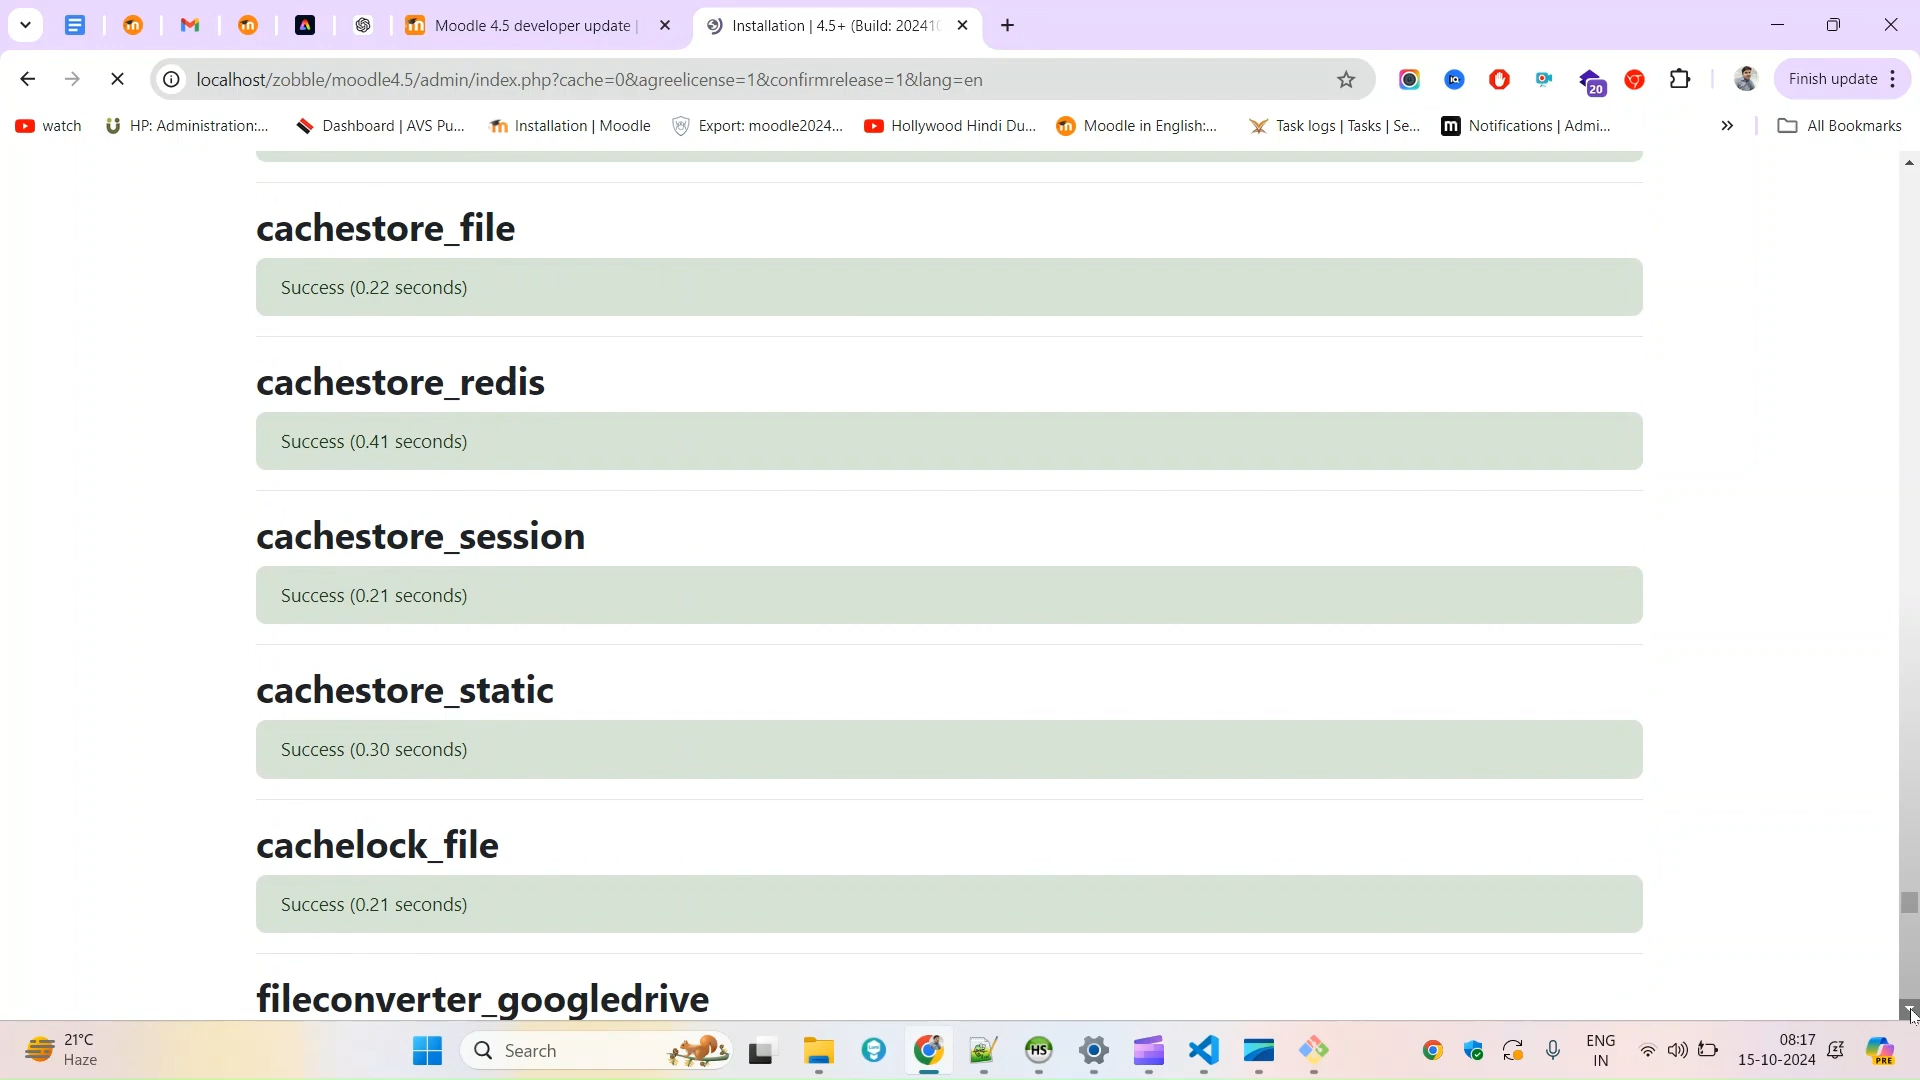 Moodle 4.5 developer update |
Installation | 4.5+ (Build: 20241
localhost/zobble/moodle4.5/admin/index.php?cache=0&agreelicense=1&confirmrelease=1&lang=en
20
Finish update
watch
HP: Administration:...
Dashboard | AVS Pu...
Installation | Moodle
Export: moodle2024...
Hollywood Hindi Du...
Moodle in English:...
Task logs | Tasks | Se...
Notifications | Admi...
All Bookmarks
cachestore_file
Success (0.22 seconds)
cachestore_redis
Success (0.41 seconds)
cachestore_session
Success (0.21 seconds)
cachestore_static
Success (0.30 seconds)
cachelock_file
Success (0.21 seconds)
fileconverter_googledrive
21°C
Haze
Search
HS
ENG
IN
08:17
15-10-2024
PRE